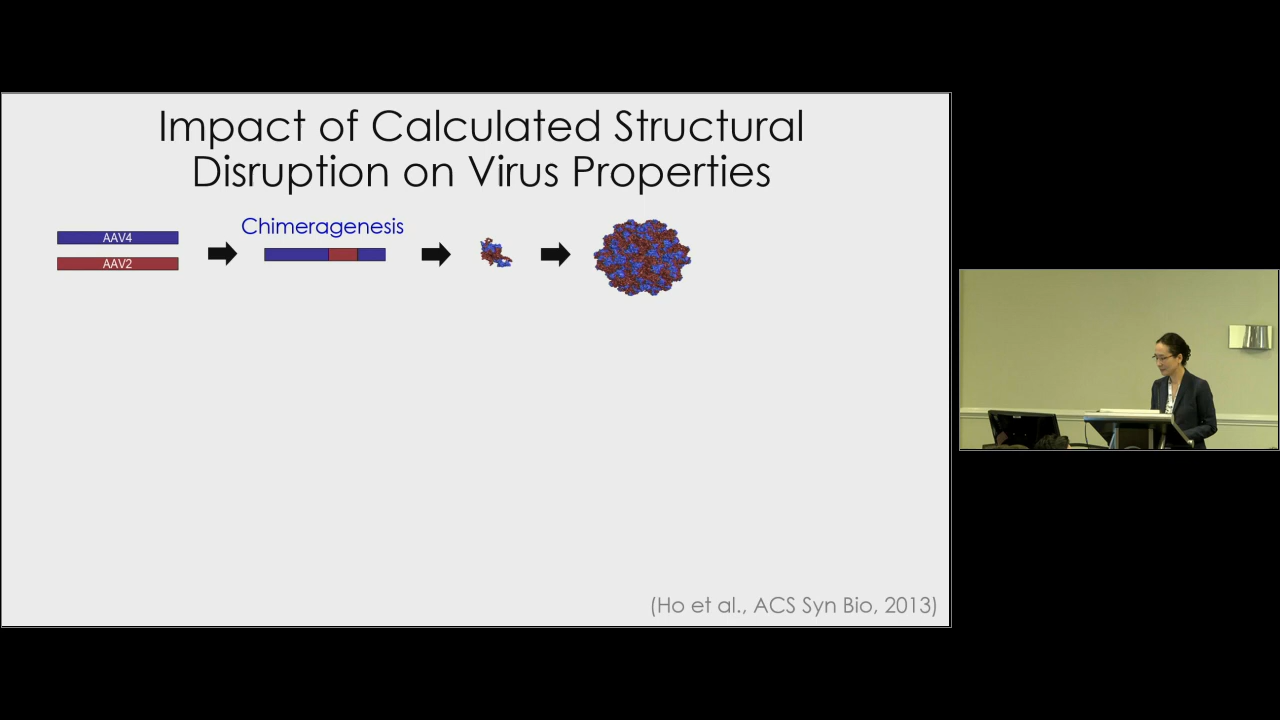 Impact of Calculated Structural
Disruption on Virus Properties
Chimeragenesis
AAV4
AAV2
(Ho et al., ACS Syn Bio, 2013)